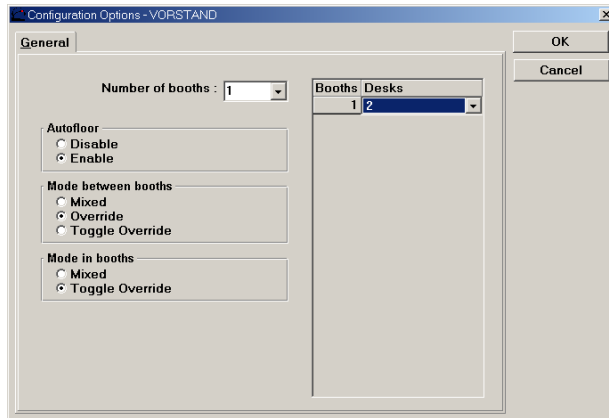 Configuration Options - VORSTAND
General
OK
Cancel
Number of booths : 1
Booths Desks
1 2
Autofloor
Disable
Enable
Mode between booths
Mixed
Override
Toggle Override
Mode in booths
Mixed
Toggle Override